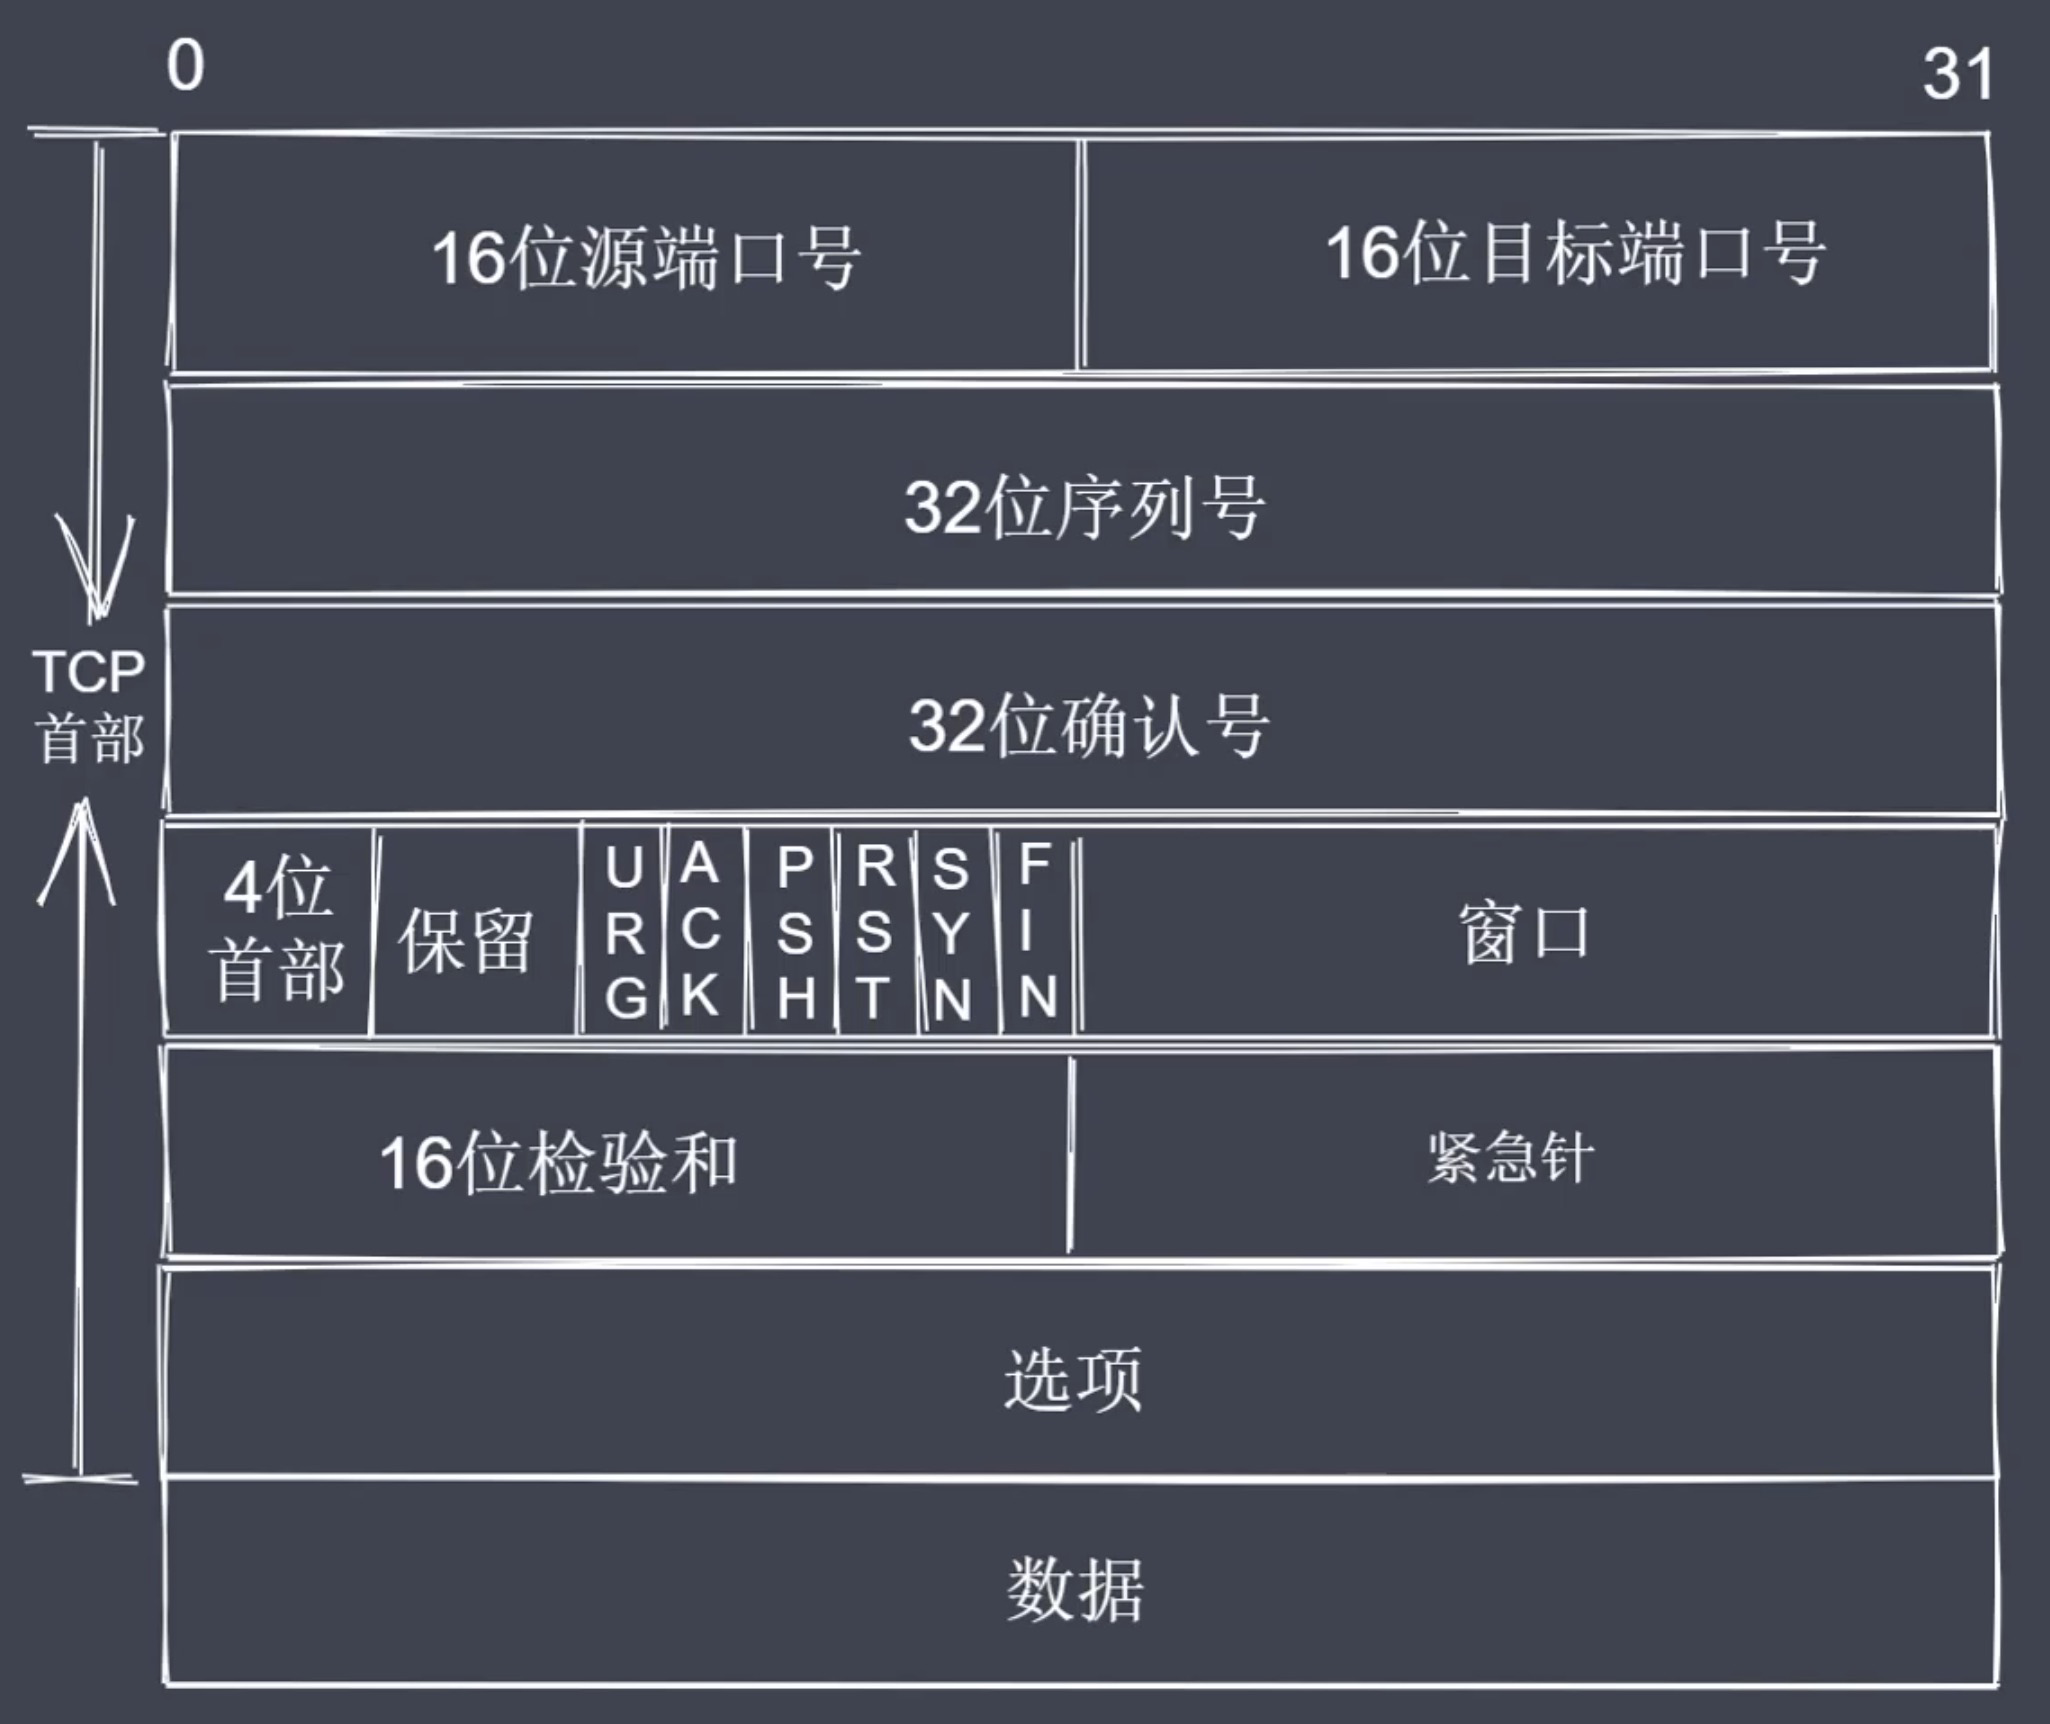 0
31
16位源端口号
16位目标端口号
32位序列号
TCP
首部
32位确认号
4位
首部
保留
URG
ACK
PSH
RST
SYN
FIN
窗口
16位检验和
紧急针
选项
数据